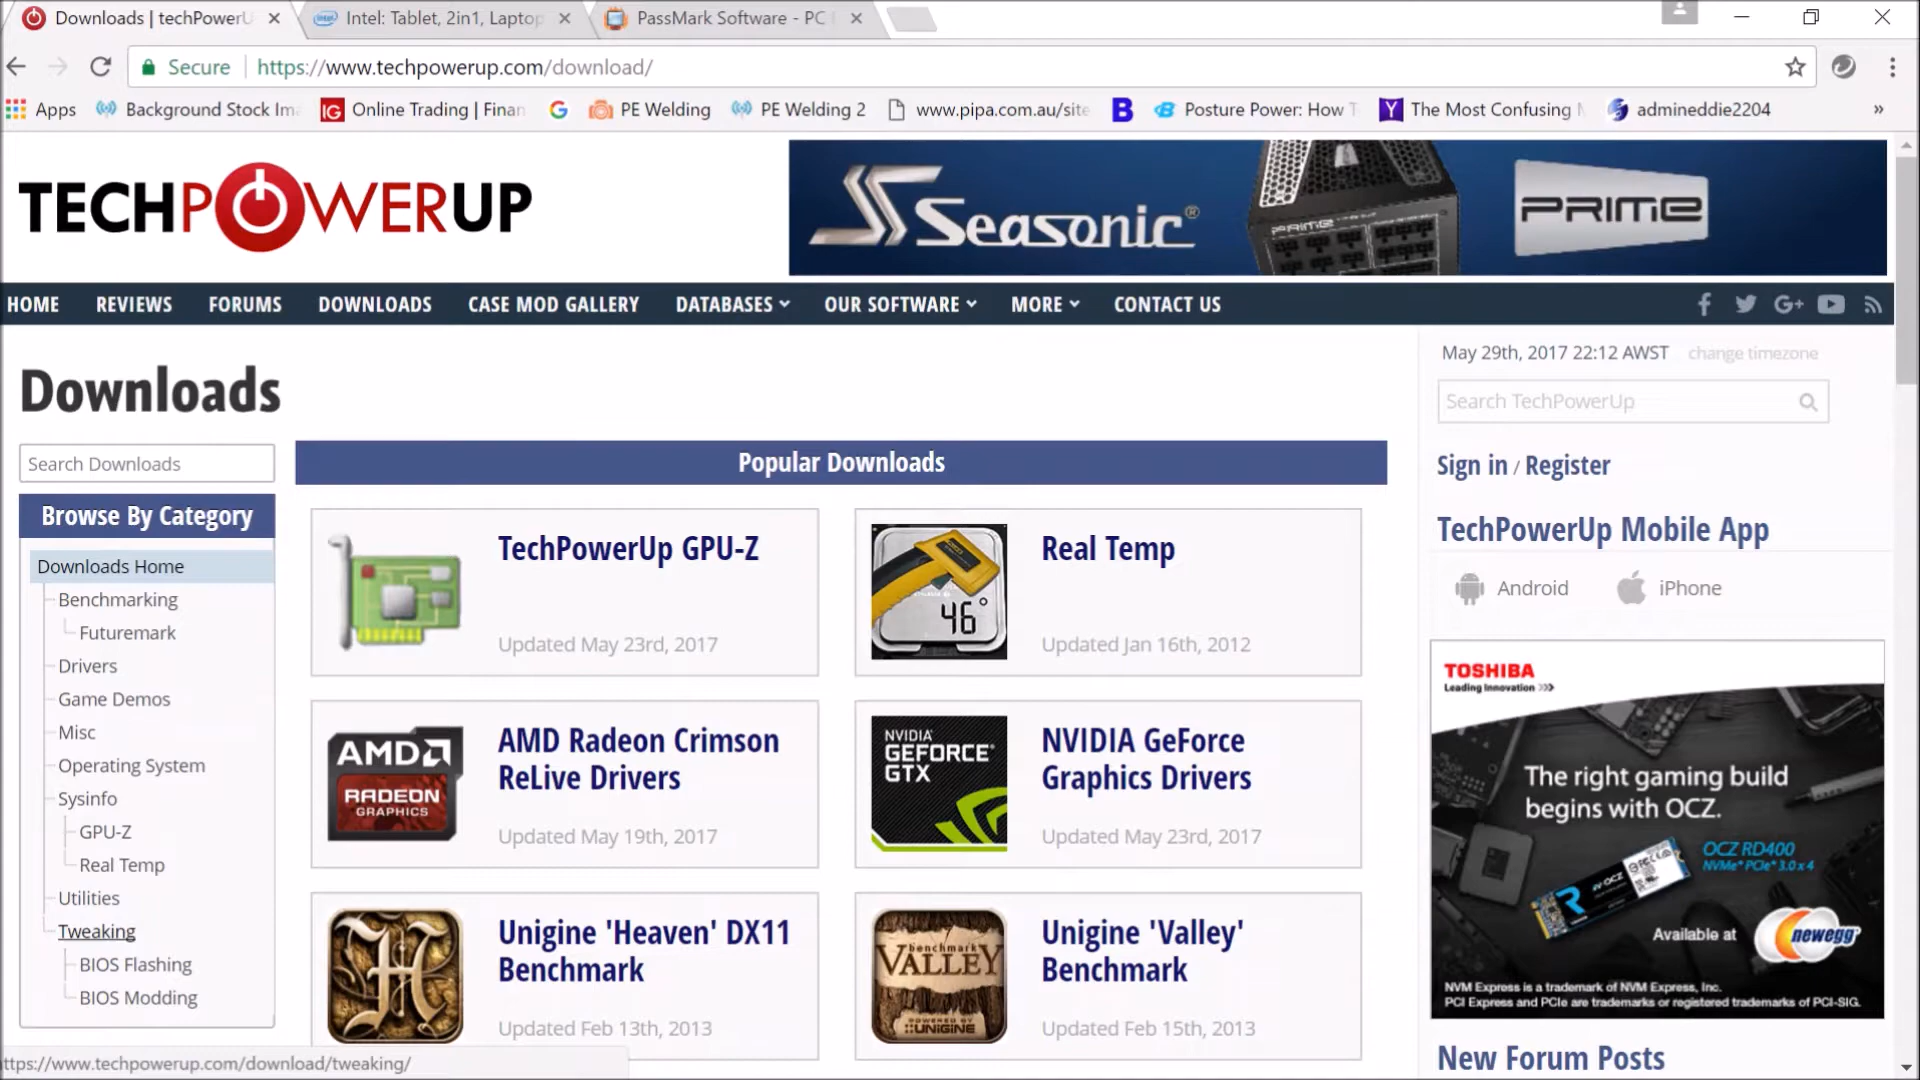 Downloads | techPowerU
Intel: Tablet, 2in1, Laptop
PassMark Software - PC
Secure https://www.techpowerup.com/download/
Apps Background Stock Ima Online Trading | Finan PE Welding PE Welding 2 www.pipa.com.au/site B Posture Power: How T The Most Confusing admineddie2204 »
TECHPOWERUP
Seasonic® PRIME
HOME REVIEWS FORUMS DOWNLOADS CASE MOD GALLERY DATABASES OUR SOFTWARE MORE CONTACT US
May 29th, 2017 22:12 AWST change timezone
Downloads
Search TechPowerUp
Search Downloads
Popular Downloads
Sign in / Register
Browse By Category
Downloads Home
Benchmarking
Futuremark
Drivers
Game Demos
Misc
Operating System
Sysinfo
GPU-Z
Real Temp
Utilities
Tweaking
BIOS Flashing
BIOS Modding
TechPowerUp GPU-Z
Updated May 23rd, 2017
46°
Real Temp
Updated Jan 16th, 2012
AMD
RADEON
GRAPHICS
AMD Radeon Crimson
ReLive Drivers
Updated May 19th, 2017
NVIDIA
GEFORCE
GTX
NVIDIA GeForce
Graphics Drivers
Updated May 23rd, 2017
Unigine 'Heaven' DX11
Benchmark
Updated Feb 13th, 2013
benchmark
VALLEY
POWERED BY
UNIGINE
Unigine 'Valley'
Benchmark
Updated Feb 15th, 2013
TechPowerUp Mobile App
Android iPhone
TOSHIBA
Leading Innovation >>>
The right gaming build
begins with OCZ.
OCZ RD400
NVMe* PCIe* 3.0 x 4
Available at newegg
NVM Express is a trademark of NVM Express, Inc.
PCI Express and PCIe are trademarks or registered trademarks of PCI-SIG.
New Forum Posts
ttps://www.techpowerup.com/download/tweaking/